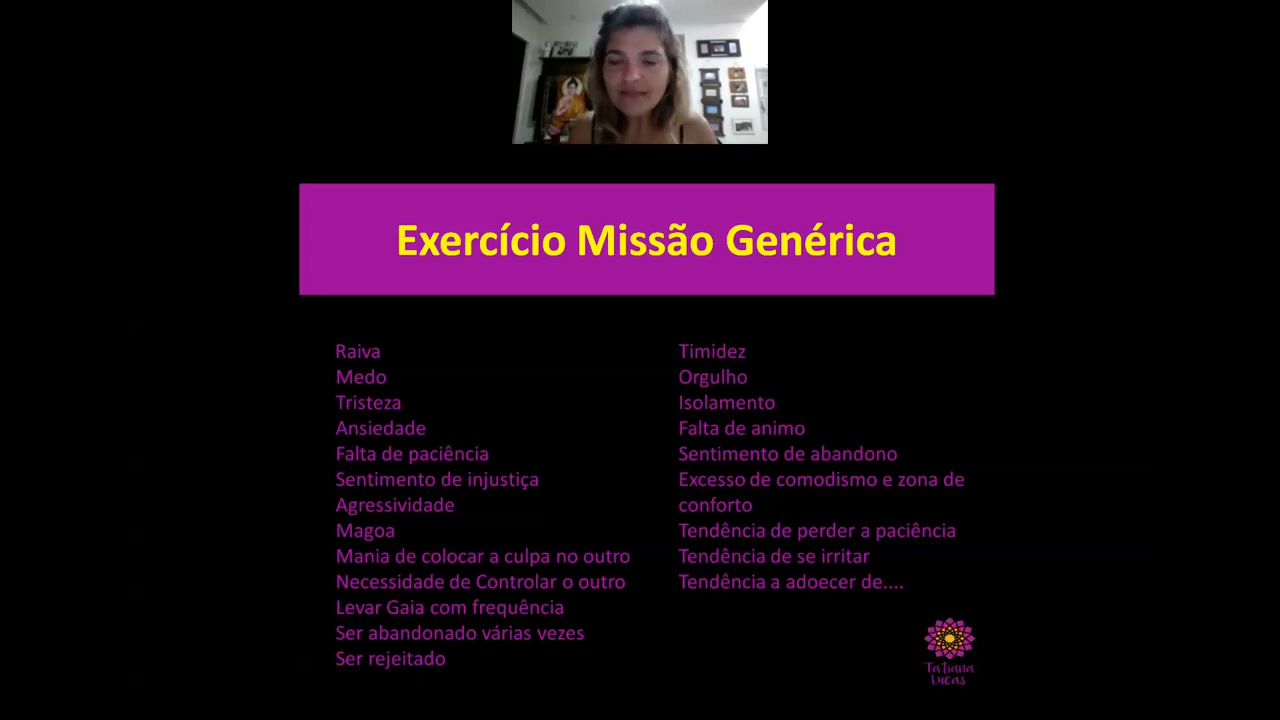 Exercício Missão Genérica
Raiva
Medo
Tristeza
Ansiedade
Falta de paciência
Sentimento de injustiça
Agressividade
Magoa
Mania de colocar a culpa no outro
Necessidade de Controlar o outro
Levar Gaia com frequência
Ser abandonado várias vezes
Ser rejeitado
Timidez
Orgulho
Isolamento
Falta de animo
Sentimento de abandono
Excesso de comodismo e zona de
conforto
Tendência de perder a paciência
Tendência de se irritar
Tendência a adoecer de....
Tatiana
Lucas